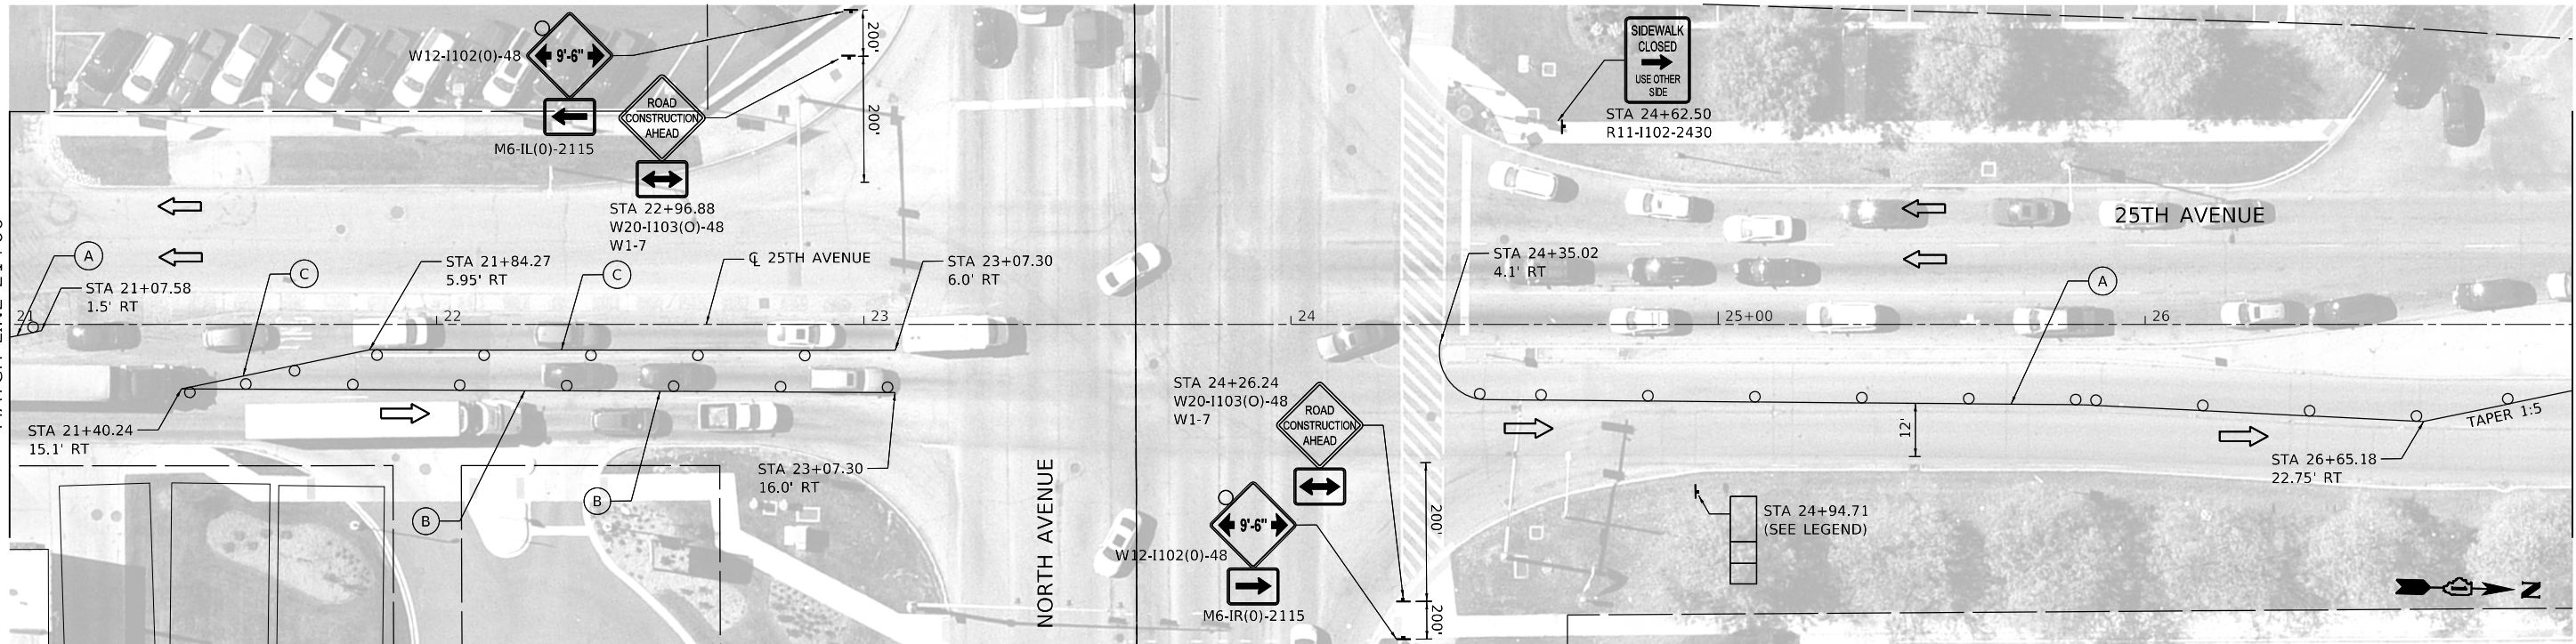 W12-I102(0)-48
9'-6"
M6-IL(0)-2115
ROAD
CONSTRUCTION
AHEAD
STA 22+96.88
W20-I103(O)-48
W1-7
200'
200'
SIDEWALK
CLOSED
USE OTHER
SIDE
STA 24+62.50
R11-I102-2430
25TH AVENUE
A
STA 21+07.58
1.5' RT
C
STA 21+84.27
5.95' RT
C
℄ 25TH AVENUE
STA 23+07.30
6.0' RT
STA 24+35.02
4.1' RT
A
21
22
23
24
25+00
26
STA 21+40.24
15.1' RT
B
B
STA 23+07.30
16.0' RT
NORTH AVENUE
STA 24+26.24
W20-I103(O)-48
W1-7
ROAD
CONSTRUCTION
AHEAD
W12-I102(0)-48
9'-6"
M6-IR(0)-2115
200'
200'
12'
STA 24+94.71
(SEE LEGEND)
TAPER 1:5
STA 26+65.18
22.75' RT
N